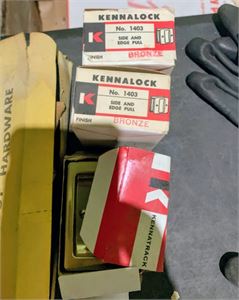 KENNALOCK
No. 1403
SIDE AND
EDGE PULL
FINISH
BRONZE
KENNALOCK
K
No. 1403
SIDE AND
EDGE PULL
FINISH
BRONZE
K
KENNATRACK
HARDWARE